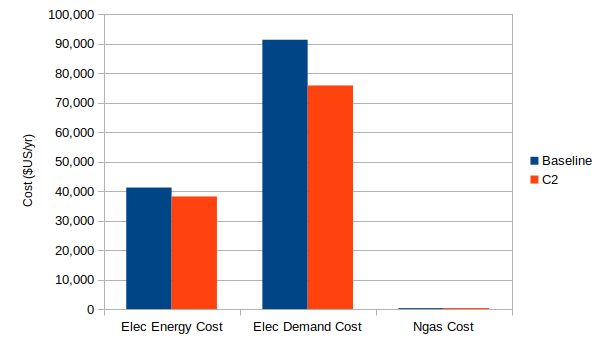 100,000
90,000
80,000
70,000
60,000
50,000
40,000
30,000
20,000
10,000
0
Cost ($US/yr)
Elec Energy Cost
Elec Demand Cost
Ngas Cost
Baseline
C2